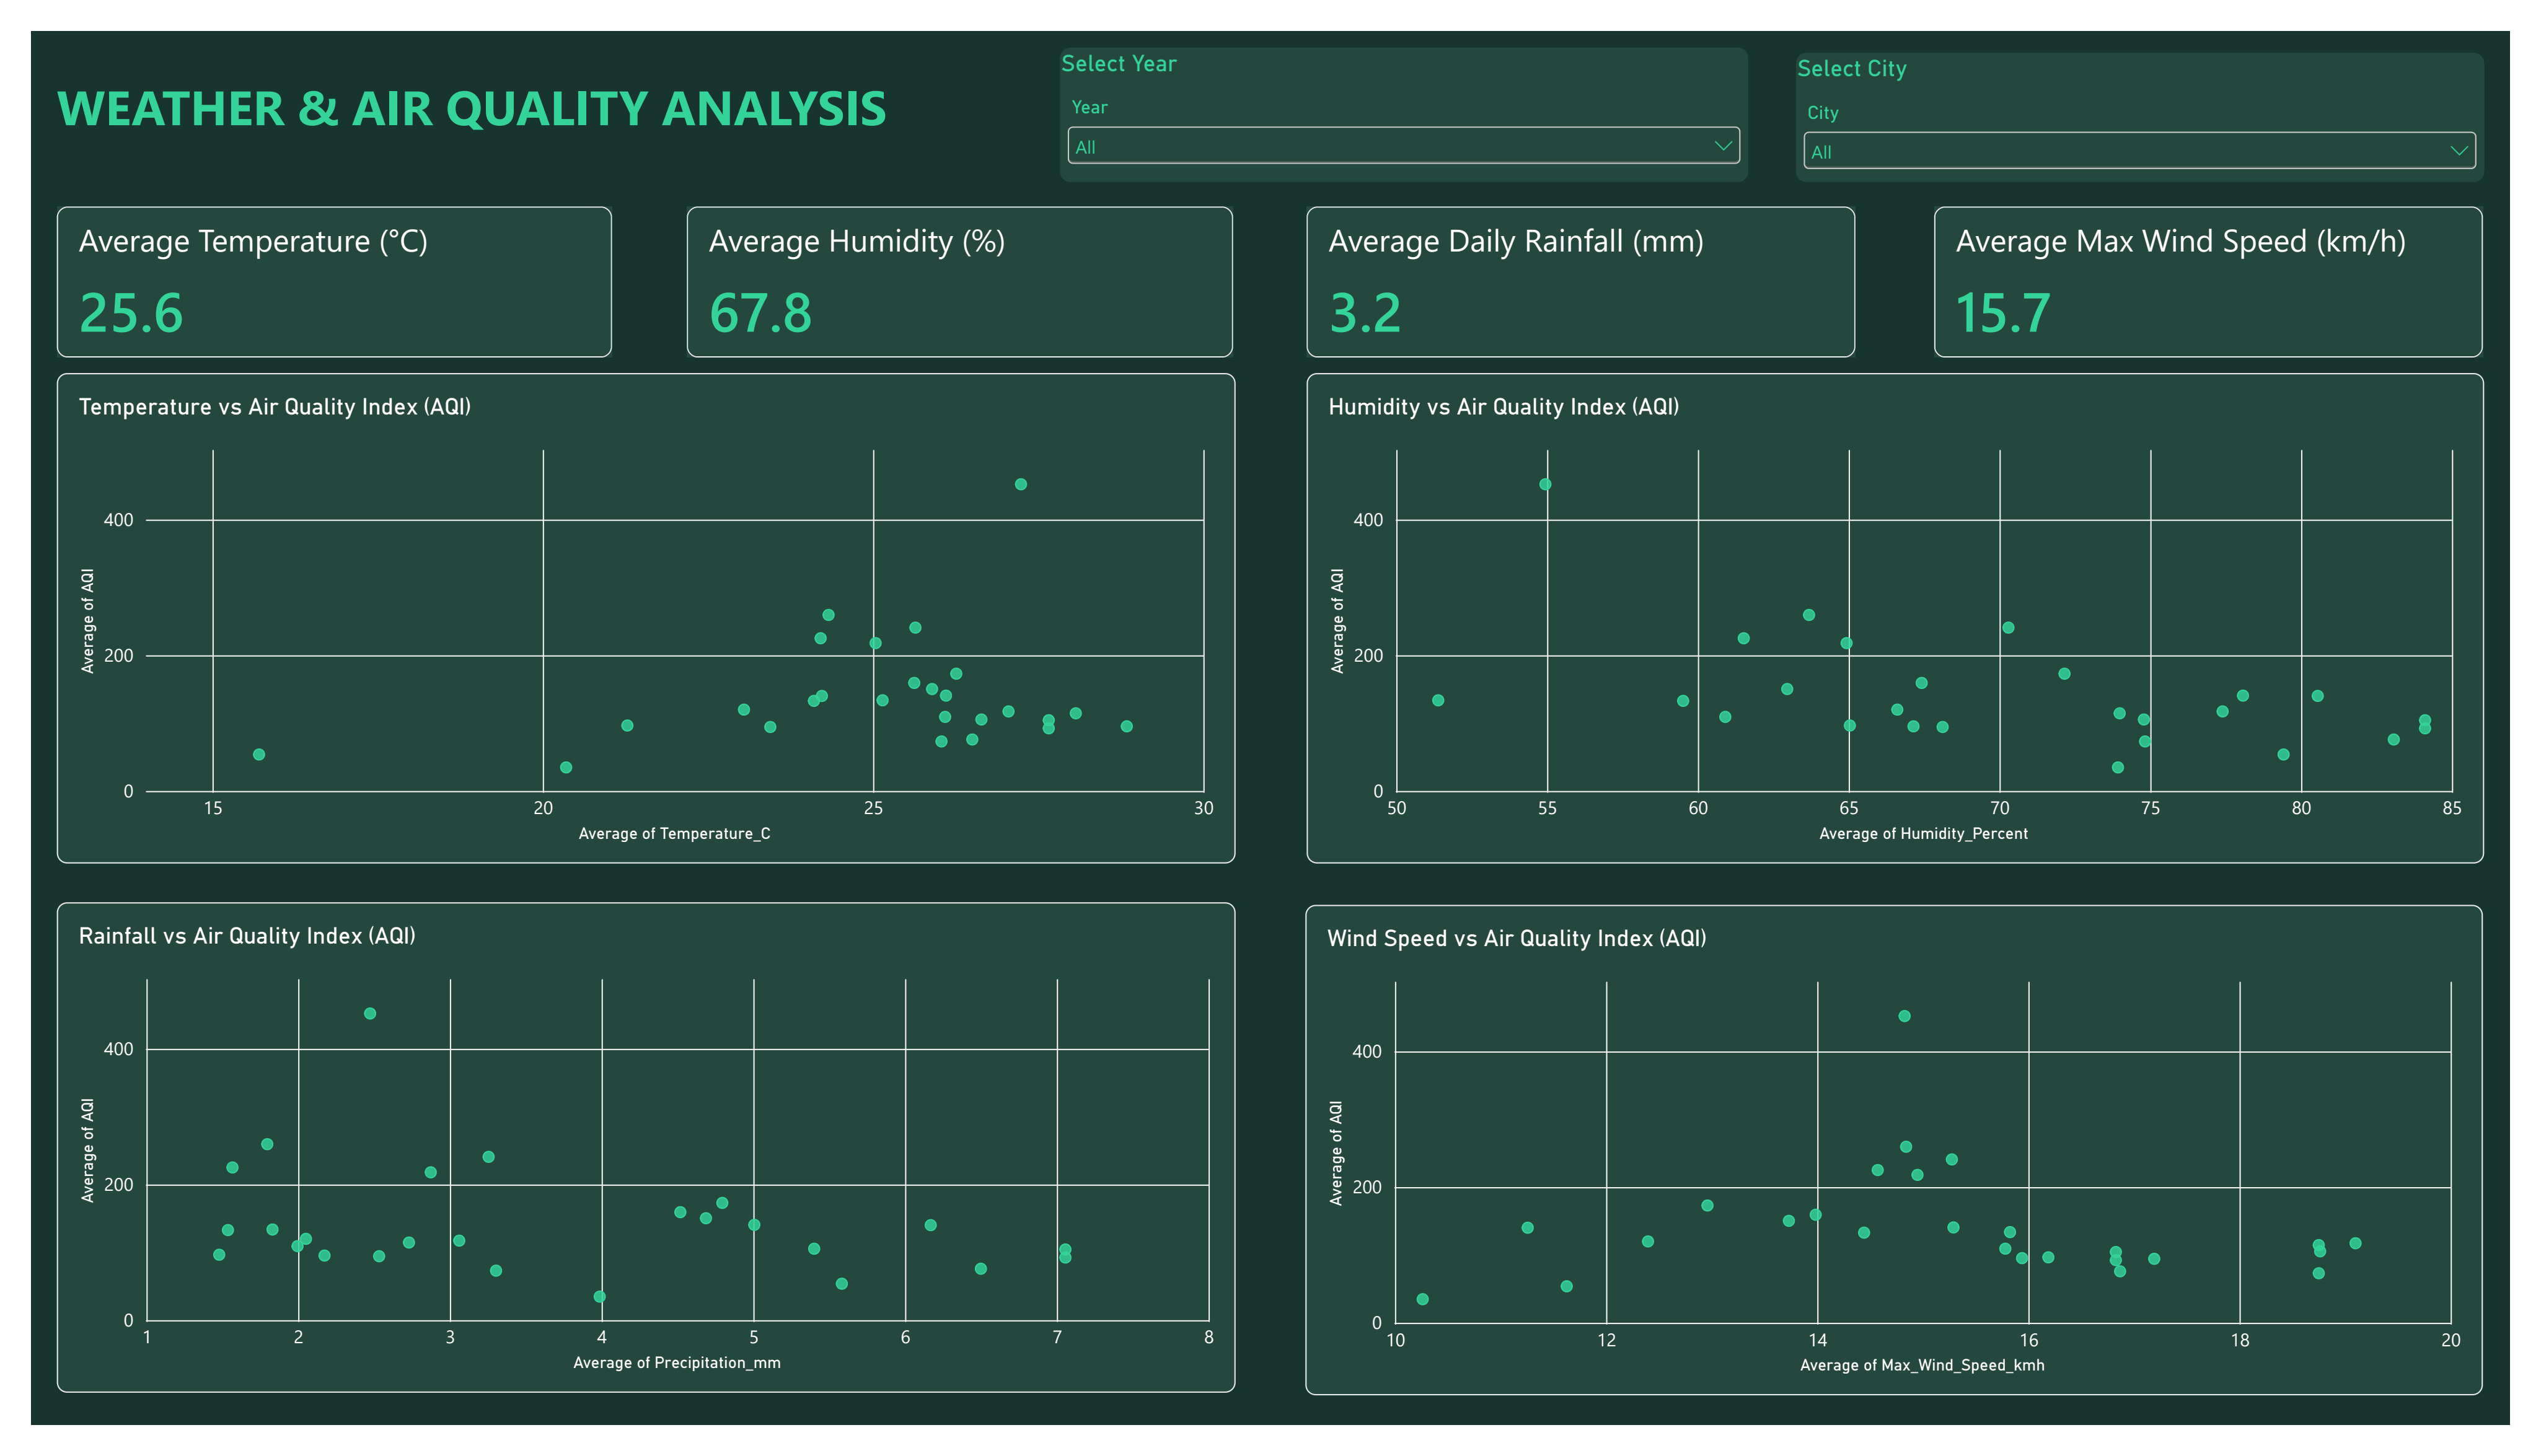 WEATHER & AIR QUALITY ANALYSIS
Select Year
Year
All
Select City
City
All
Average Temperature (°C)
25.6
Average Humidity (%)
67.8
Average Daily Rainfall (mm)
3.2
Average Max Wind Speed (km/h)
15.7
Temperature vs Air Quality Index (AQI)
Average of AQI
400
200
0
15 20 25 30
Average of Temperature_C
Humidity vs Air Quality Index (AQI)
Average of AQI
400
200
0
50 55 60 65 70 75 80 85
Average of Humidity_Percent
Rainfall vs Air Quality Index (AQI)
Average of AQI
400
200
0
1 2 3 4 5 6 7 8
Average of Precipitation_mm
Wind Speed vs Air Quality Index (AQI)
Average of AQI
400
200
0
10 12 14 16 18 20
Average of Max_Wind_Speed_kmh